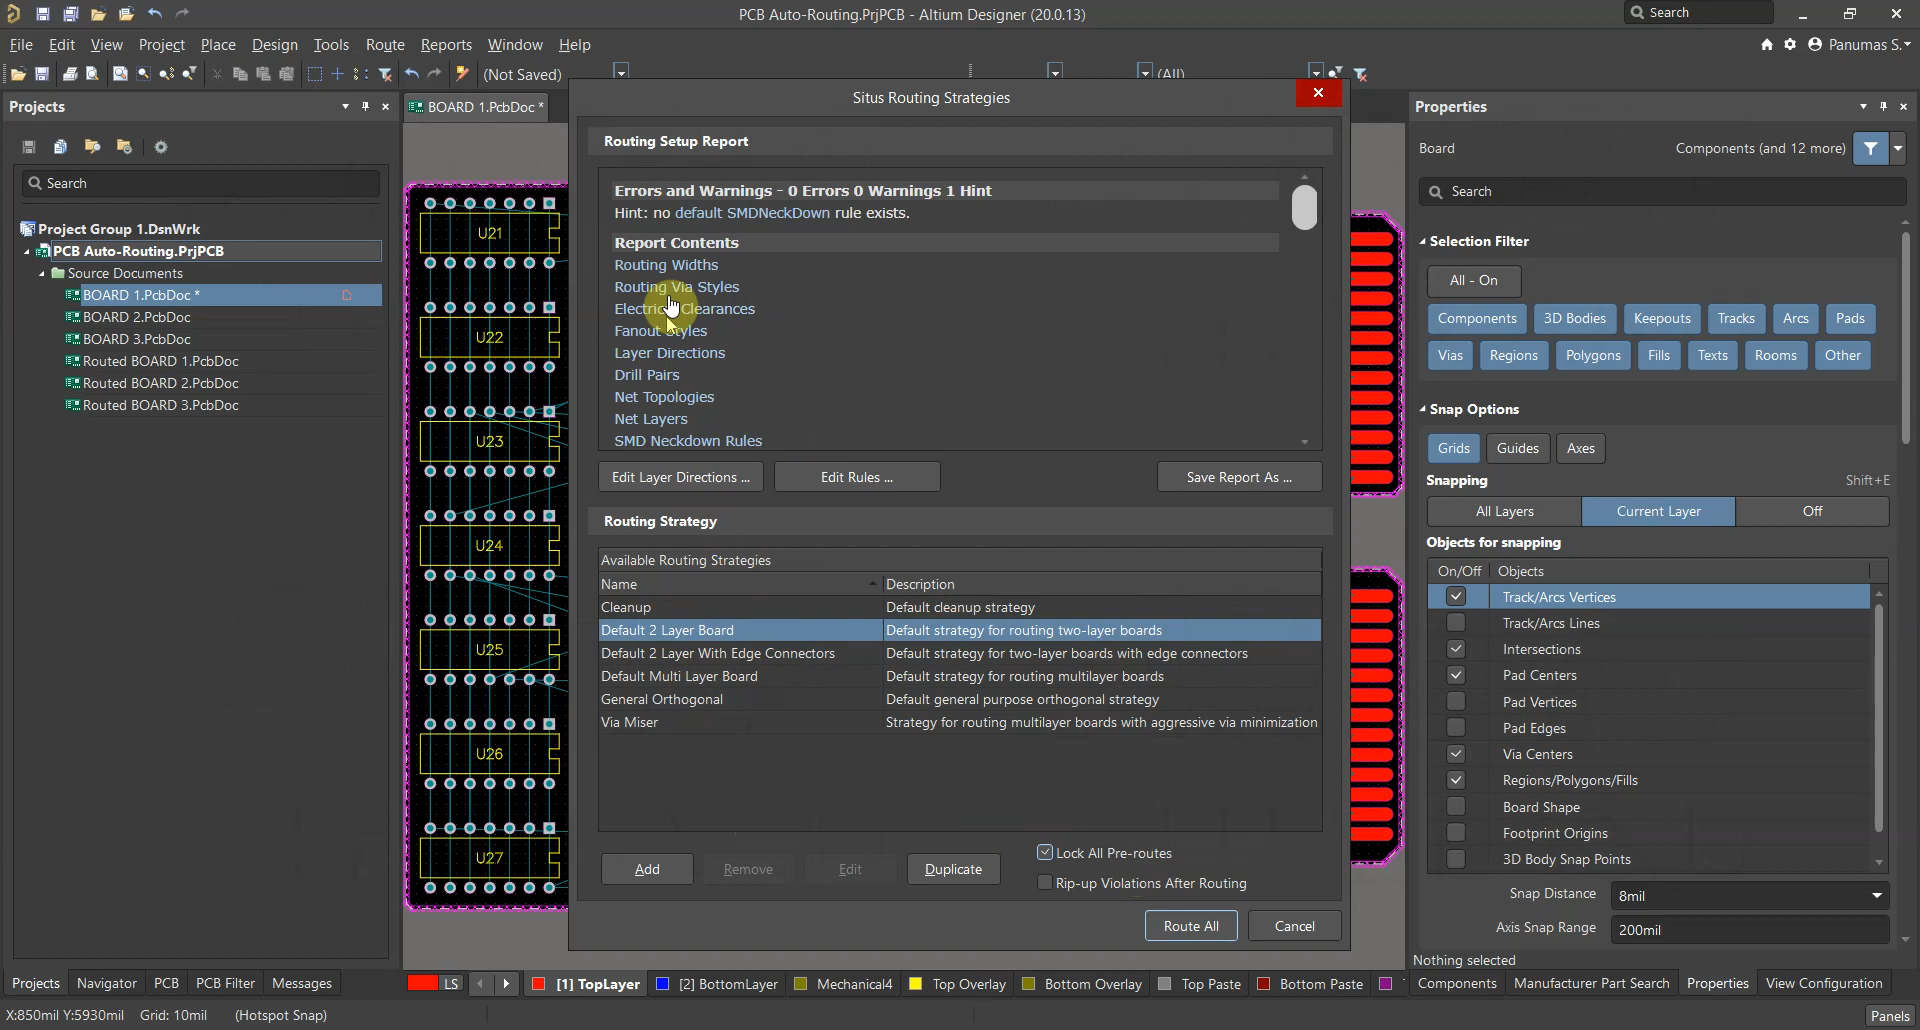 PCB Auto-Routing.PrjPCB - Altium Designer (20.0.13)
Search
File Edit View Project Place Design Tools Route Reports Window Help
Panumas S.
(Not Saved)
(All)
Projects
BOARD 1.PcbDoc *
Search
Project Group 1.DsnWrk
PCB Auto-Routing.PrjPCB
Source Documents
BOARD 1.PcbDoc *
BOARD 2.PcbDoc
BOARD 3.PcbDoc
Routed BOARD 1.PcbDoc
Routed BOARD 2.PcbDoc
Routed BOARD 3.PcbDoc
U21
U22
U23
U24
U25
U26
U27
Situs Routing Strategies
Routing Setup Report
Errors and Warnings - 0 Errors 0 Warnings 1 Hint
Hint: no default SMDNeckDown rule exists.
Report Contents
Routing Widths
Routing Via Styles
Electrical Clearances
Fanout Styles
Layer Directions
Drill Pairs
Net Topologies
Net Layers
SMD Neckdown Rules
Edit Layer Directions ... Edit Rules ... Save Report As ...
Routing Strategy
Available Routing Strategies
Name Description
Cleanup Default cleanup strategy
Default 2 Layer Board Default strategy for routing two-layer boards
Default 2 Layer With Edge Connectors Default strategy for two-layer boards with edge connectors
Default Multi Layer Board Default strategy for routing multilayer boards
General Orthogonal Default general purpose orthogonal strategy
Via Miser Strategy for routing multilayer boards with aggressive via minimization
Add Remove Edit Duplicate
Lock All Pre-routes
Rip-up Violations After Routing
Route All Cancel
Properties
Board Components (and 12 more)
Search
Selection Filter
All - On
Components 3D Bodies Keepouts Tracks Arcs Pads
Vias Regions Polygons Fills Texts Rooms Other
Snap Options
Grids Guides Axes
Snapping Shift+E
All Layers Current Layer Off
Objects for snapping
On/Off Objects
Track/Arcs Vertices
Track/Arcs Lines
Intersections
Pad Centers
Pad Vertices
Pad Edges
Via Centers
Regions/Polygons/Fills
Board Shape
Footprint Origins
3D Body Snap Points
Snap Distance 8mil
Axis Snap Range 200mil
Nothing selected
Projects Navigator PCB PCB Filter Messages
LS [1] TopLayer [2] BottomLayer Mechanical4 Top Overlay Bottom Overlay Top Paste Bottom Paste
Components Manufacturer Part Search Properties View Configuration
X:850mil Y:5930mil Grid: 10mil (Hotspot Snap)
Panels